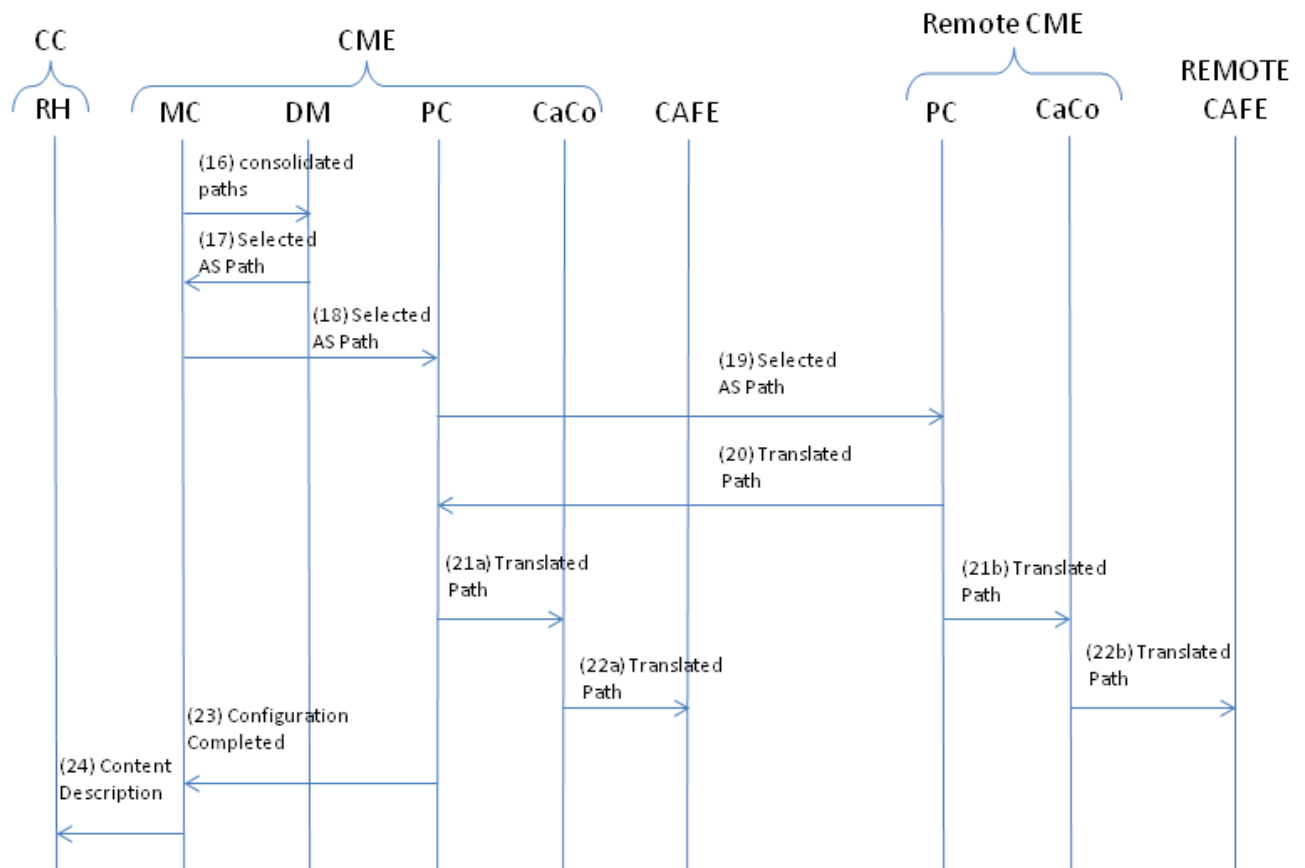 CC
CME
Remote CME
REMOTE
CAFE
RH
MC
DM
PC
CaCo
CAFE
PC
CaCo
(16) consolidated
paths
(17) Selected
AS Path
(18) Selected
AS Path
(19) Selected
AS Path
(20) Translated
Path
(21a) Translated
Path
(21b) Translated
Path
(22a) Translated
Path
(22b) Translated
Path
(23) Configuration
Completed
(24) Content
Description